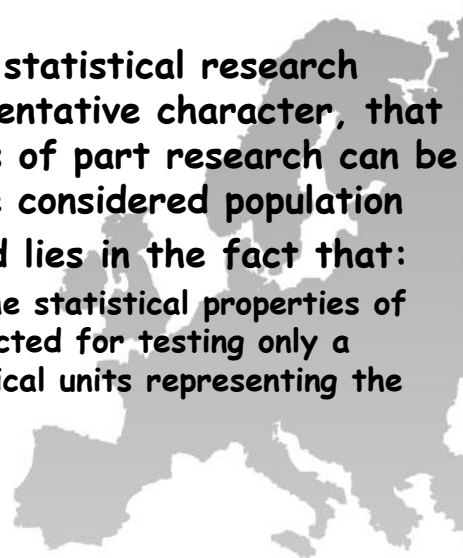 statistical research
entative character, that
of part research can be
considered population
d lies in the fact that:
he statistical properties of
cted for testing only a
ical units representing the